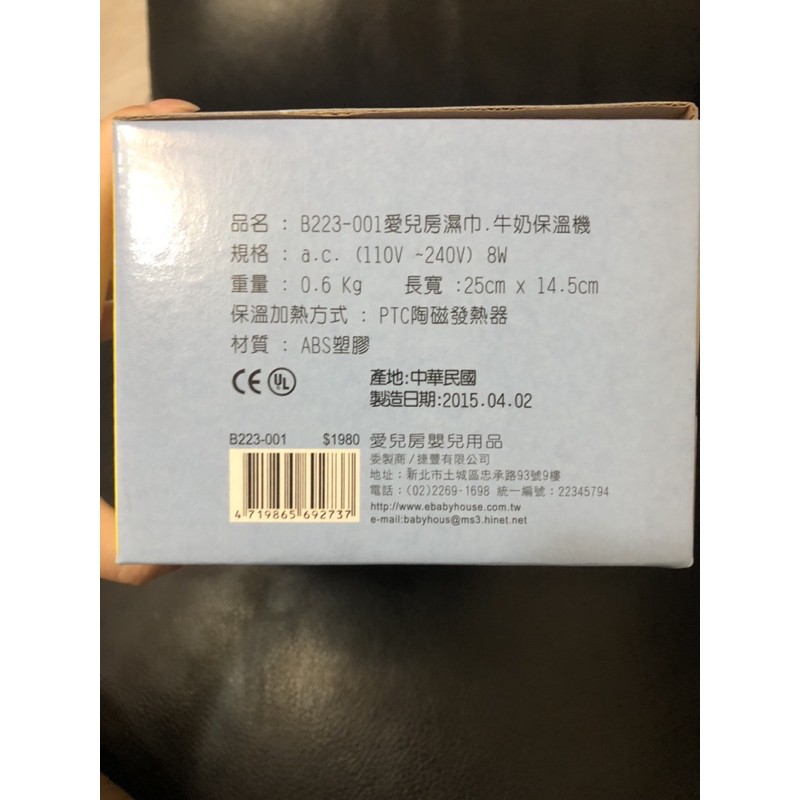 品名 : B223-001愛兒房濕巾.牛奶保溫機
規格 : a.c. (110V ~240V) 8W
重量 : 0.6 Kg 長寬 :25cm x 14.5cm
保溫加熱方式 : PTC陶磁發熱器
材質 : ABS塑膠
CE UL 產地:中華民國
製造日期:2015.04.02
B223-001 $1980 愛兒房嬰兒用品
委製商/捷豐有限公司
地址:新北市土城區忠承路93號9樓
電話:(02)2269-1698 統一編號:22345794
http://www.ebabyhouse.com.tw
4 719865 692737
e-mail:babyhous@ms3.hinet.net